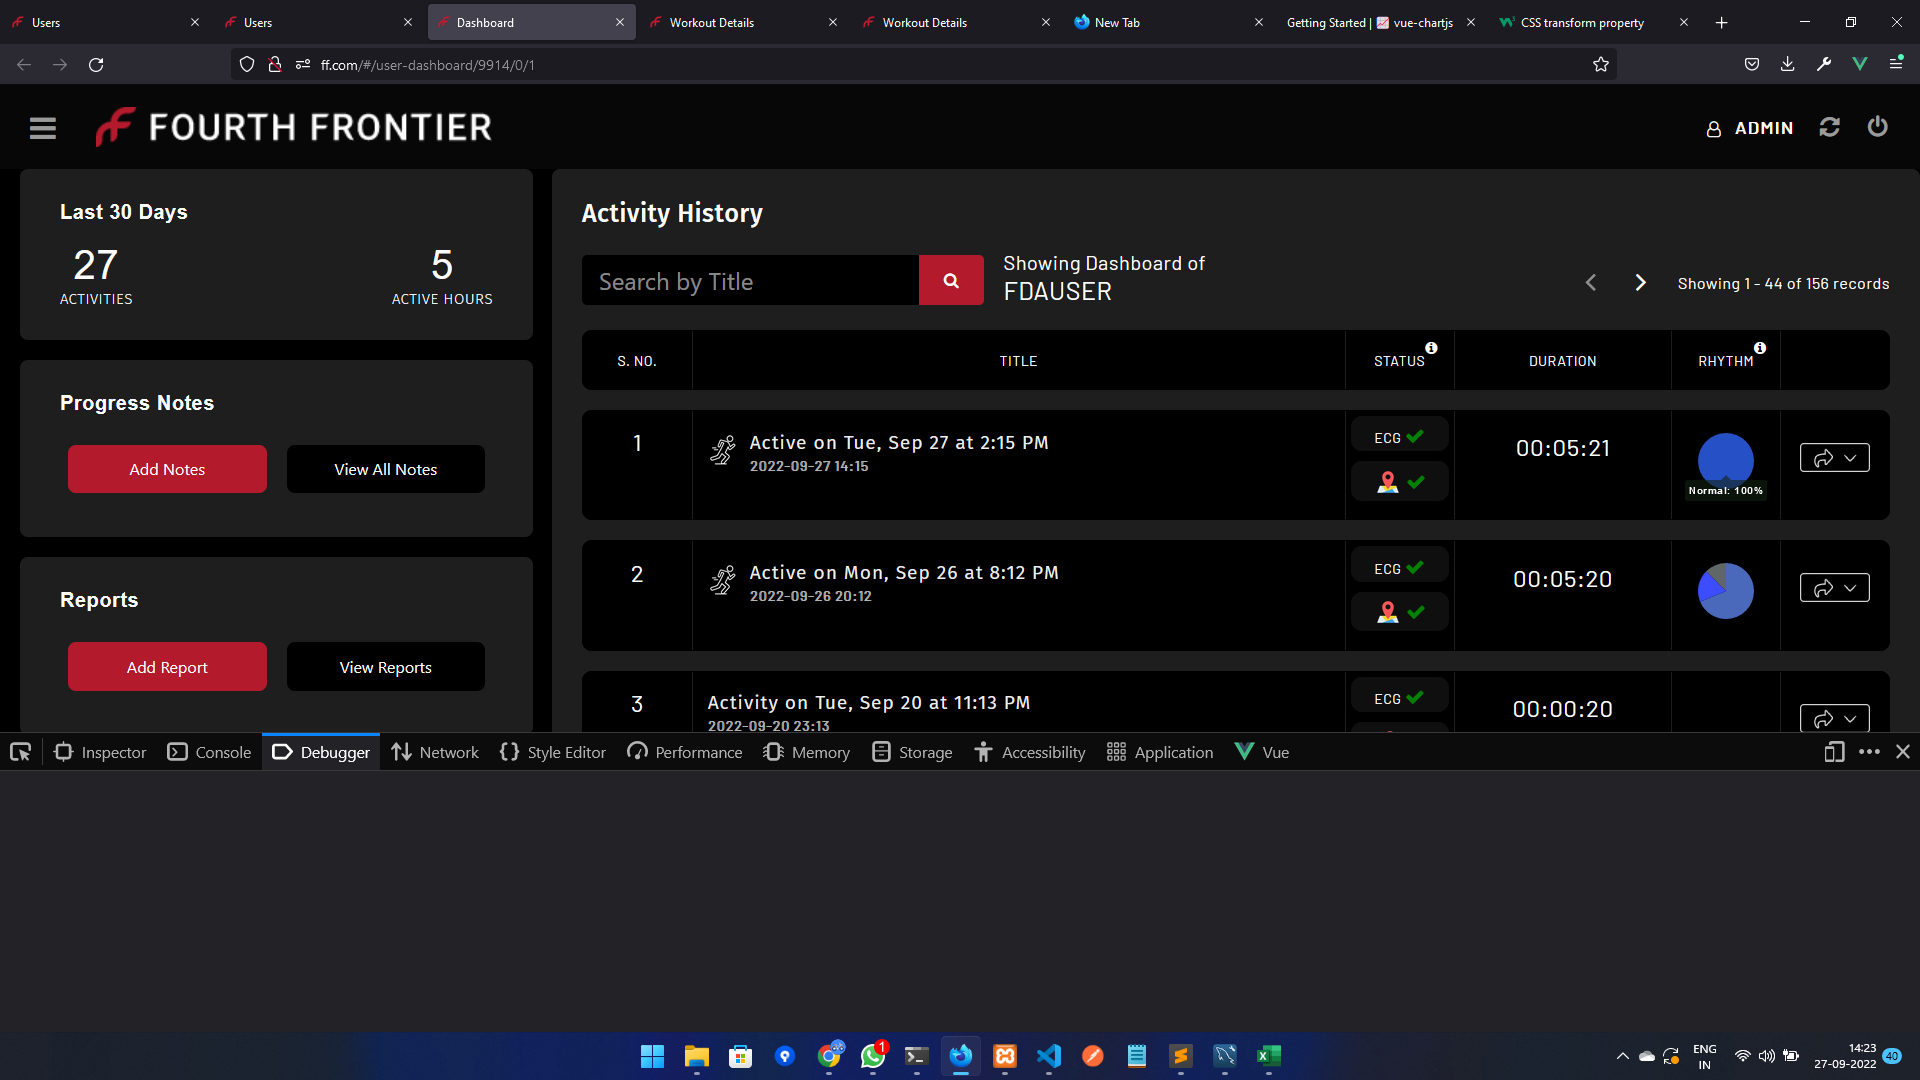 Users
Users
Dashboard
Workout Details
Workout Details
New Tab
Getting Started | 📈 vue-chartjs
CSS transform property
ff.com/#/user-dashboard/9914/0/1
FOURTH FRONTIER
ADMIN
Last 30 Days
27
5
ACTIVITIES
ACTIVE HOURS
Progress Notes
Add Notes
View All Notes
Reports
Add Report
View Reports
Activity History
Search by Title
Showing Dashboard of
FDAUSER
Showing 1 - 44 of 156 records
S. NO.
TITLE
STATUS
DURATION
RHYTHM
1
Active on Tue, Sep 27 at 2:15 PM
2022-09-27 14:15
ECG
00:05:21
Normal: 100%
2
Active on Mon, Sep 26 at 8:12 PM
2022-09-26 20:12
ECG
00:05:20
3
Activity on Tue, Sep 20 at 11:13 PM
2022-09-20 23:13
ECG
00:00:20
Inspector
Console
Debugger
Network
Style Editor
Performance
Memory
Storage
Accessibility
Application
Vue
1
ENG
IN
14:23
27-09-2022
40